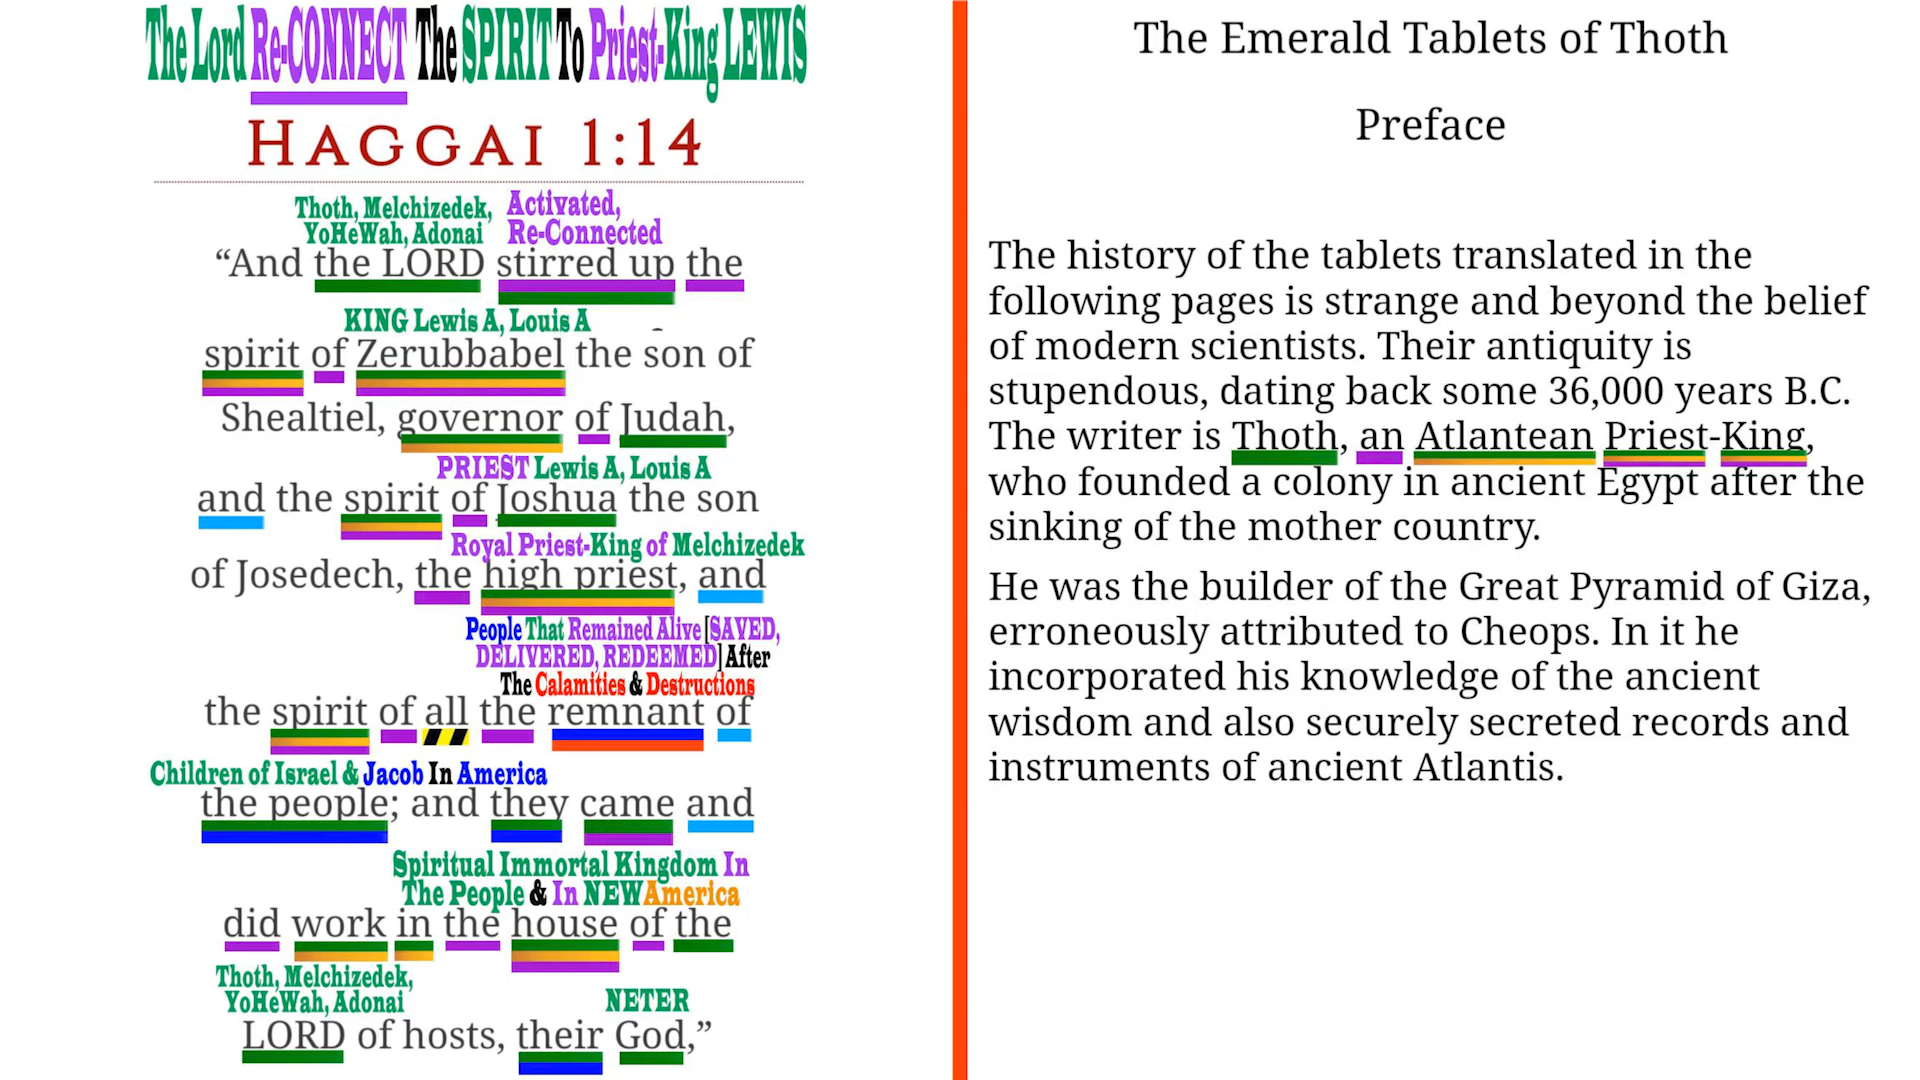 The Lord Re-CONNECT The SPIRIT To Priest-King LEWIS
HAGGAI 1:14
Thoth, Melchizedek, YoHeWah, Adonai
Activated, Re-Connected
“And the LORD stirred up the
KING Lewis A, Louis A
spirit of Zerubbabel the son of
Shealtiel, governor of Judah,
PRIEST Lewis A, Louis A
and the spirit of Joshua the son
Royal Priest-King of Melchizedek
of Josedech, the high priest, and
People That Remained Alive [SAVED,
DELIVERED, REDEEMED] After
The Calamities & Destructions
the spirit of all the remnant of
Children of Israel & Jacob In America
the people; and they came and
Spiritual Immortal Kingdom In
The People & In NEW America
did work in the house of the
Thoth, Melchizedek,
YoHeWah, Adonai
NETER
LORD of hosts, their God,”
The Emerald Tablets of Thoth
Preface
The history of the tablets translated in the
following pages is strange and beyond the belief
of modern scientists. Their antiquity is
stupendous, dating back some 36,000 years B.C.
The writer is Thoth, an Atlantean Priest-King,
who founded a colony in ancient Egypt after the
sinking of the mother country.
He was the builder of the Great Pyramid of Giza,
erroneously attributed to Cheops. In it he
incorporated his knowledge of the ancient
wisdom and also securely secreted records and
instruments of ancient Atlantis.